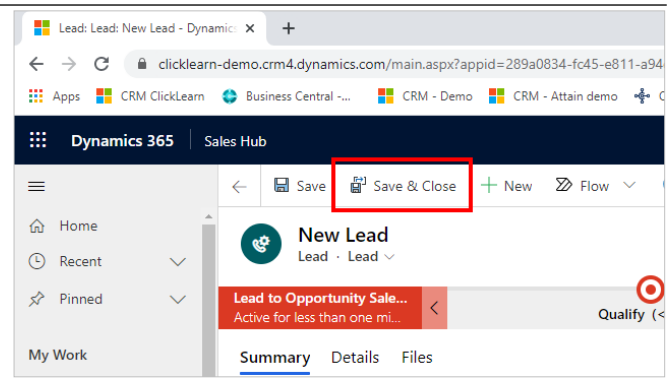 Lead: Lead: New Lead - Dynamic
clicklearn-demo.crm4.dynamics.com/main.aspx?appid=289a0834-fc45-e811-a94
Apps CRM ClickLearn Business Central -... CRM - Demo CRM - Attain demo
Dynamics 365 Sales Hub
Save Save & Close New Flow
Home
New Lead
Lead · Lead
Recent
Pinned
Lead to Opportunity Sale...
Active for less than one mi...
Qualify (<
My Work
Summary Details Files